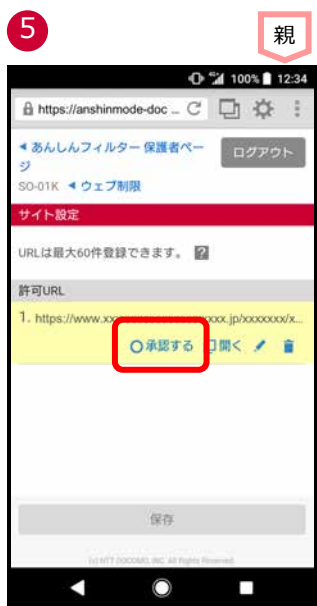 5
親
100% 12:34
https://anshinmode-doc ...
◀ あんしんフィルター 保護者ペー
ジ
ログアウト
SO-01K ◀ ウェブ制限
サイト設定
URLは最大60件登録できます。 ?
許可URL
1. https://www.xxxxxxxxxxxxxxxxxxxx.jp/xxxxxxx/x...
承認する 開く
保存
(c) NTT DOCOMO, INC. All Rights Reserved.